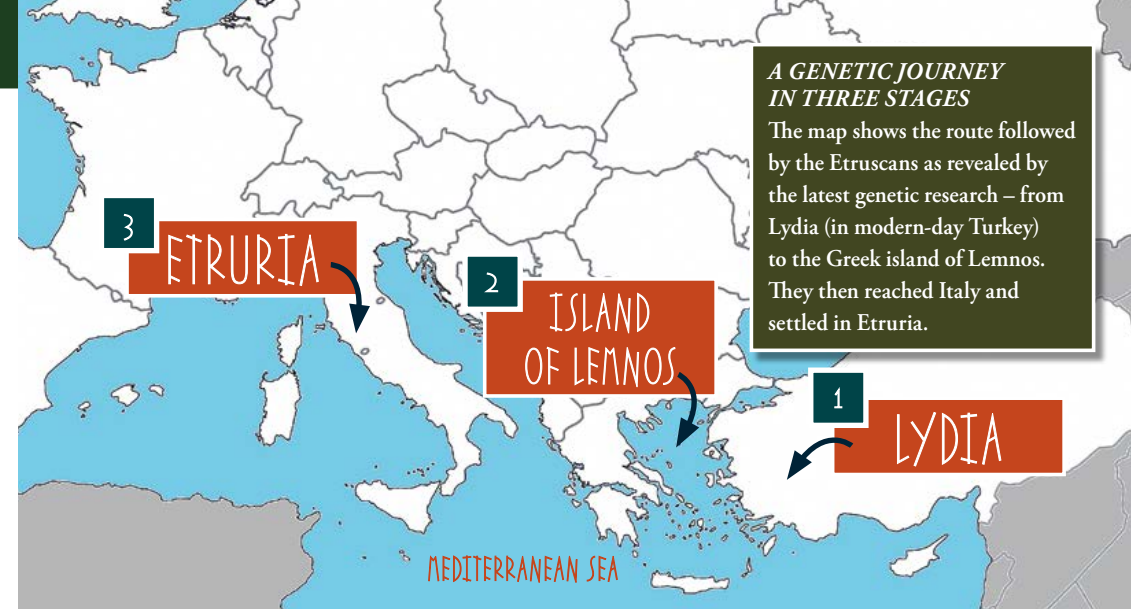 A GENETIC JOURNEY
IN THREE STAGES
The map shows the route followed
by the Etruscans as revealed by
the latest genetic research – from
Lydia (in modern-day Turkey)
to the Greek island of Lemnos.
They then reached Italy and
settled in Etruria.
3
ETRURIA
2
ISLAND
OF LEMNOS
1
LYDIA
MEDITERRANEAN SEA